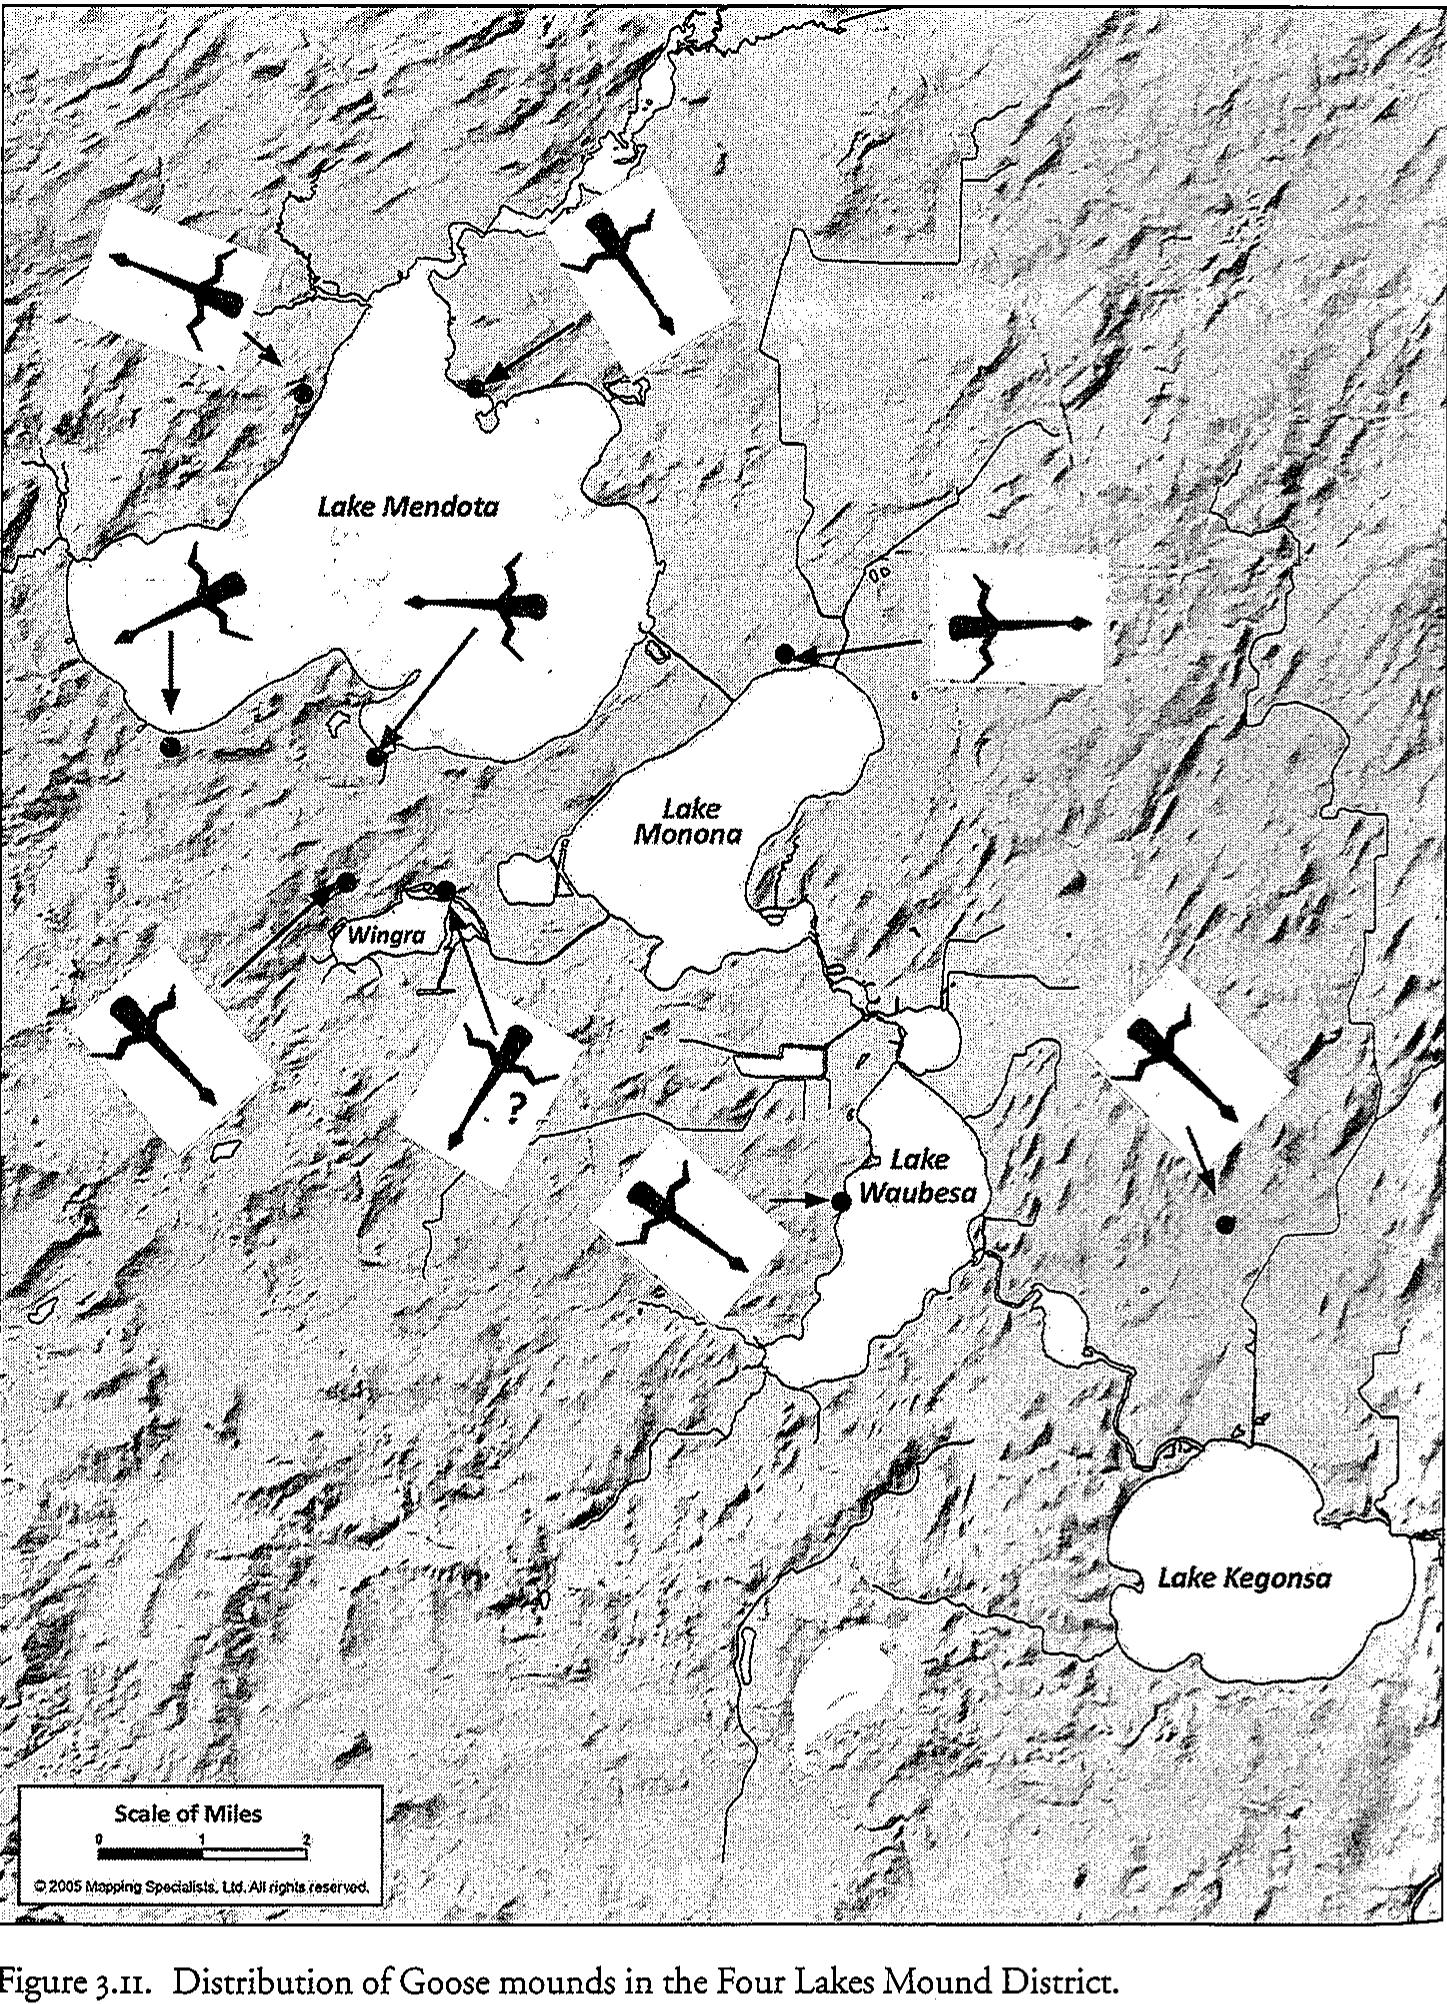 Lake Mendota
Lake
Monona
Wingra
?
Lake
Waubesa
Lake Kegonsa
Scale of Miles
0 1 2
© 2005 Mapping Specialists, Ltd. All rights reserved.
Figure 3.11. Distribution of Goose mounds in the Four Lakes Mound District.